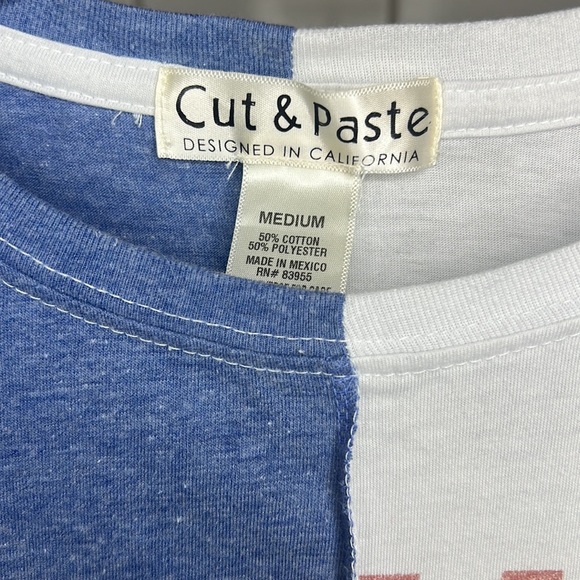 Cut & Paste
DESIGNED IN CALIFORNIA
MEDIUM
50% COTTON
50% POLYESTER
MADE IN MEXICO
RN# 83955